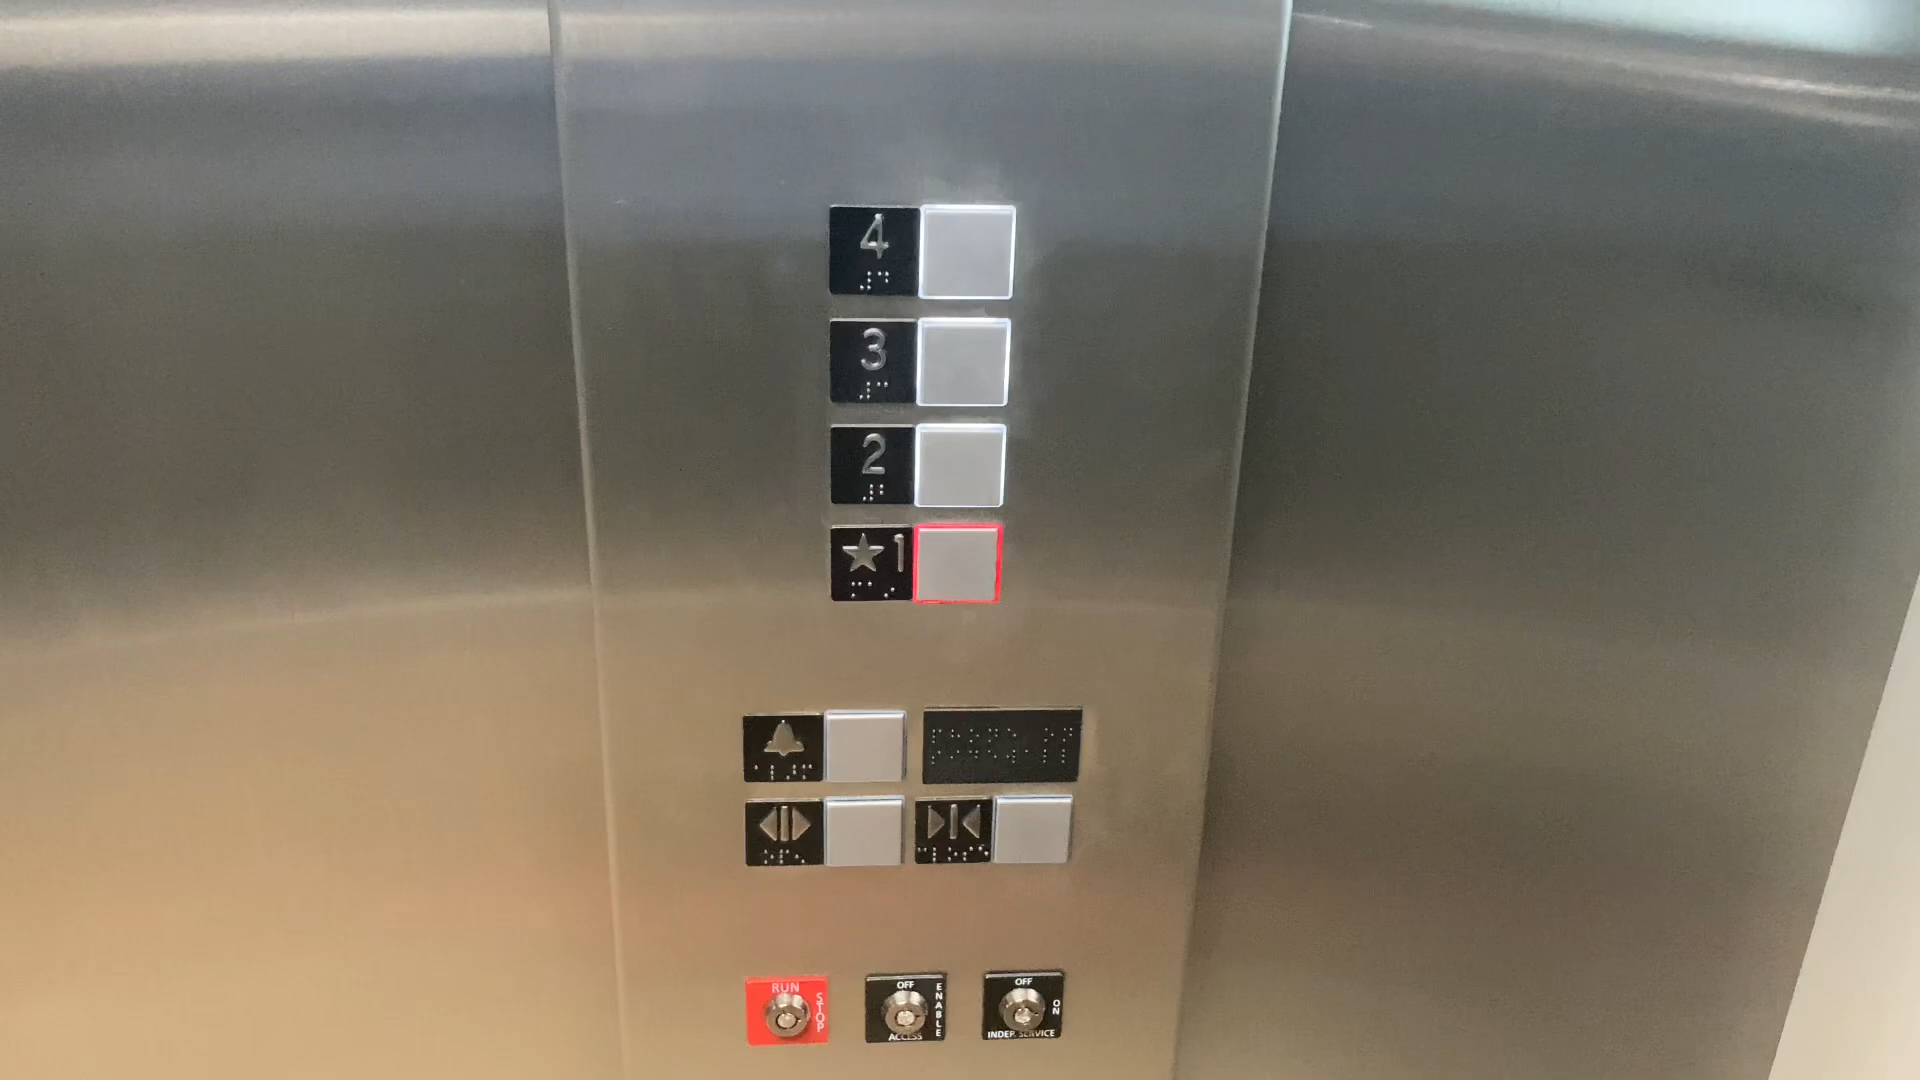 4
3
2
★1
RUN
STOP
OFF
ENABLE
ACCESS
OFF
ON
INDEP. SERVICE